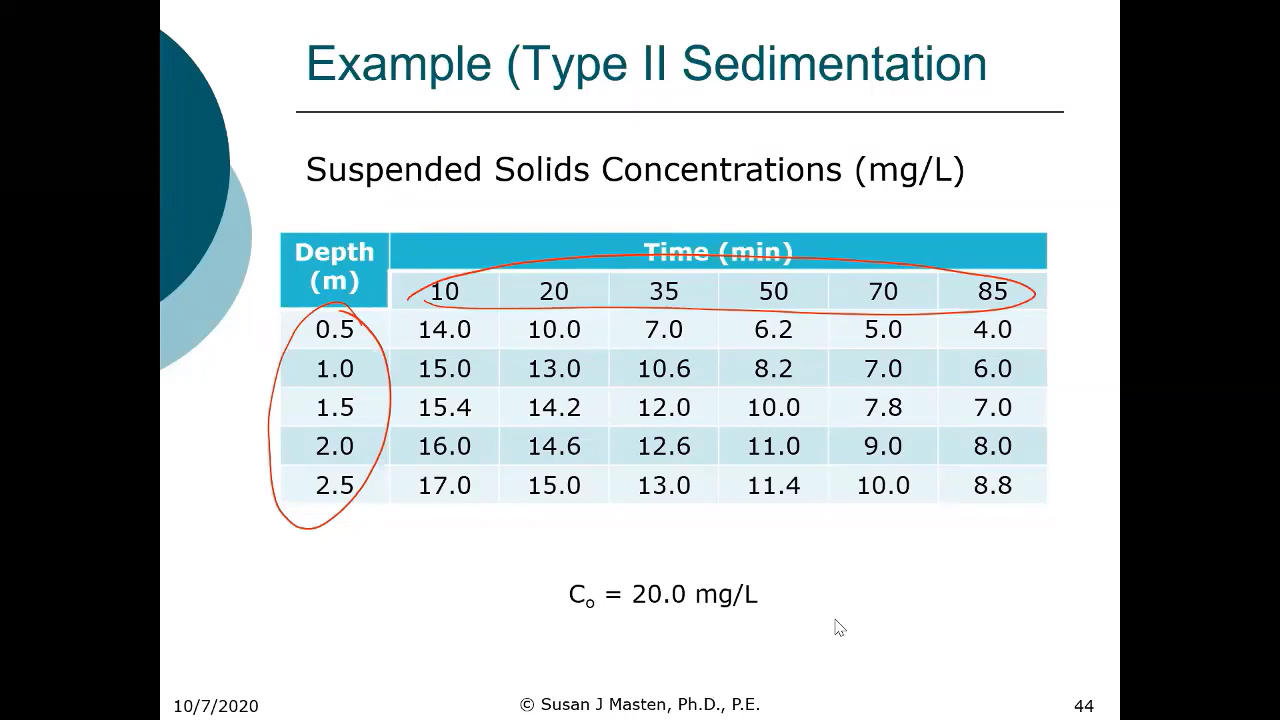 Example (Type II Sedimentation
Suspended Solids Concentrations (mg/L)
Depth (m) Time (min)
10 20 35 50 70 85
0.5 14.0 10.0 7.0 6.2 5.0 4.0
1.0 15.0 13.0 10.6 8.2 7.0 6.0
1.5 15.4 14.2 12.0 10.0 7.8 7.0
2.0 16.0 14.6 12.6 11.0 9.0 8.0
2.5 17.0 15.0 13.0 11.4 10.0 8.8
Co = 20.0 mg/L
10/7/2020 © Susan J Masten, Ph.D., P.E. 44